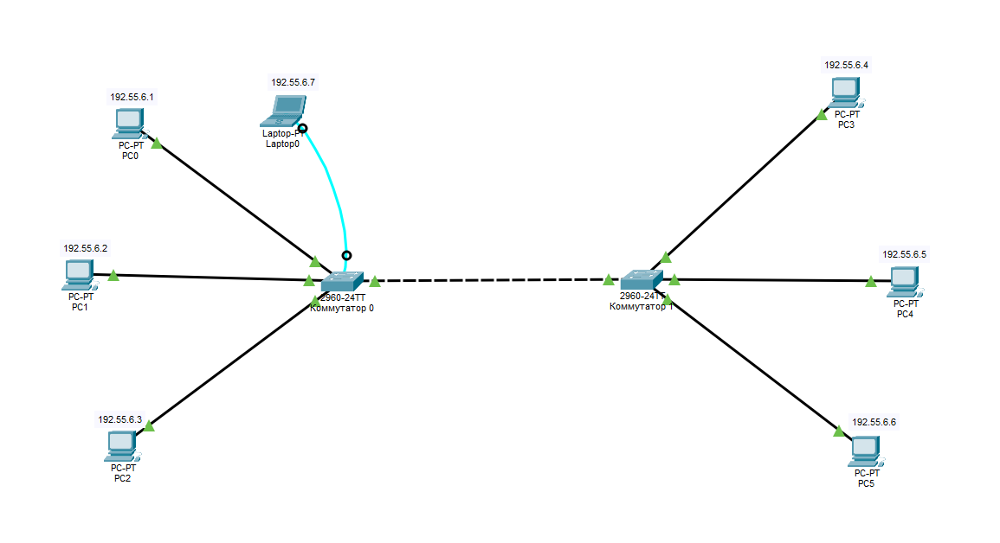 192.55.6.1
PC-PT
PC0
192.55.6.7
Laptop-PT
Laptop0
192.55.6.4
PC-PT
PC3
192.55.6.2
PC-PT
PC1
2960-24TT
Коммутатор 0
2960-24TT
Коммутатор 1
192.55.6.5
PC-PT
PC4
192.55.6.3
PC-PT
PC2
192.55.6.6
PC-PT
PC5